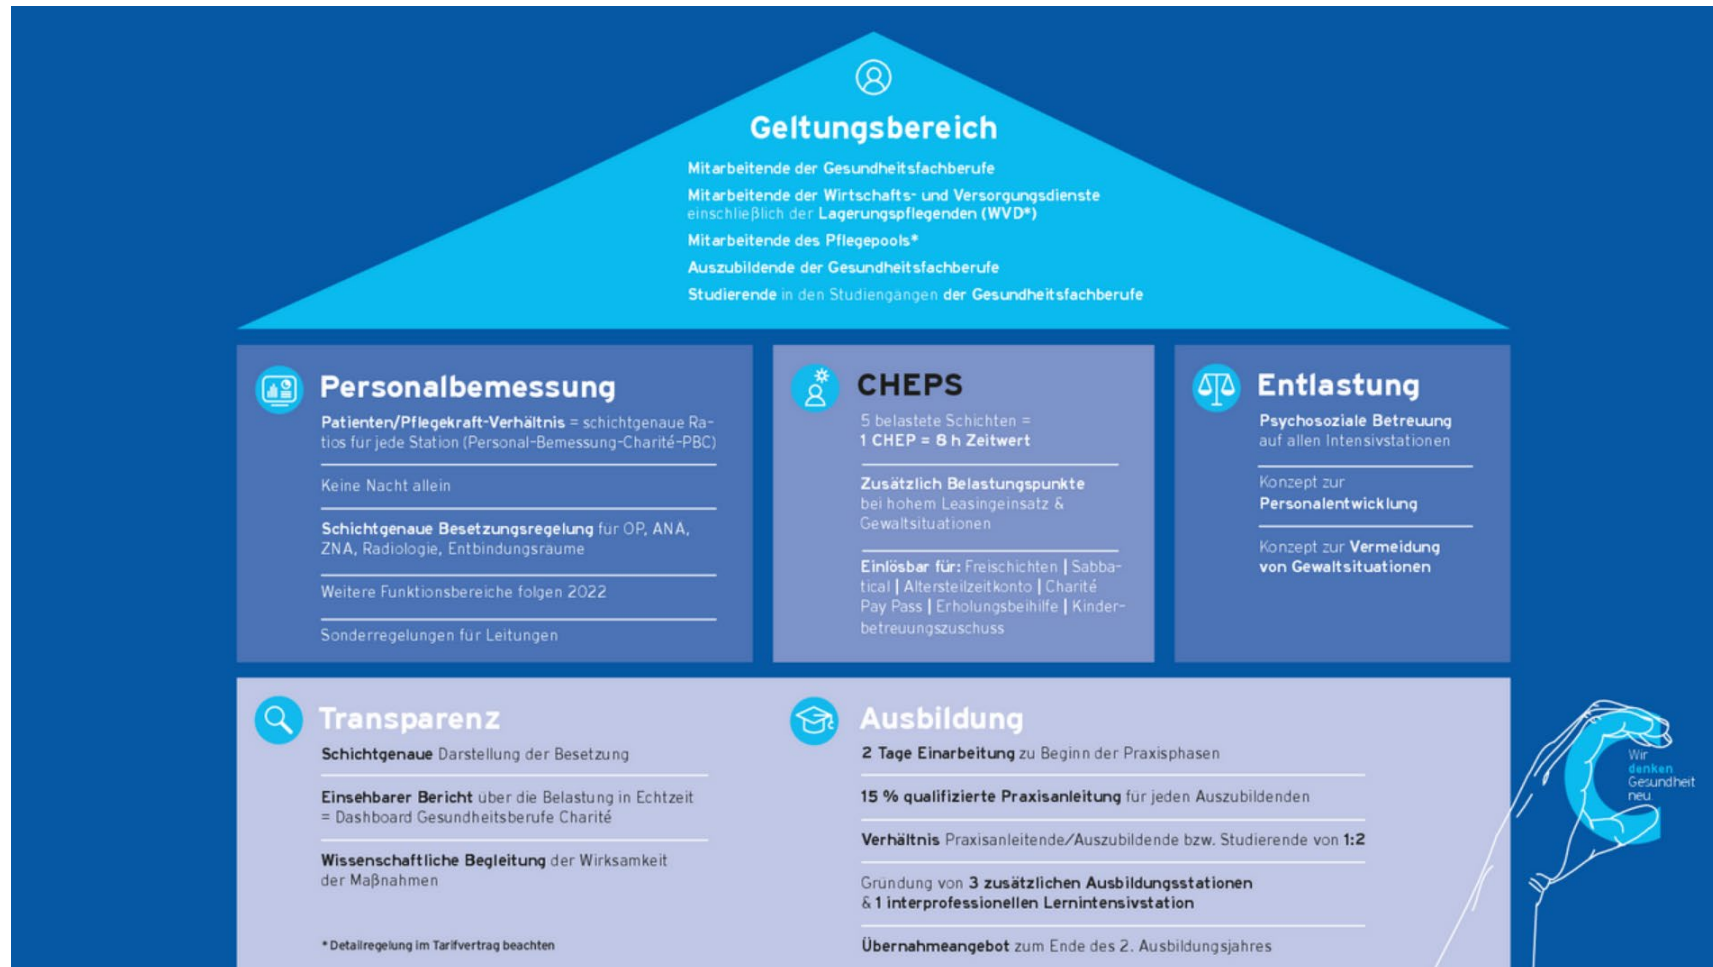 Geltungsbereich
Mitarbeitende der Gesundheitsfachberufe
Mitarbeitende der Wirtschafts- und Versorgungsdienste
einschließlich der Lagerungspflegenden (WVD*)
Mitarbeitende des Pflegepools*
Auszubildende der Gesundheitsfachberufe
Studierende in den Studiengängen der Gesundheitsfachberufe
Personalbemessung
Patienten/Pflegekraft-Verhältnis = schichtgenaue Ra-
tios für jede Station (Personal-Bemessung-Charité-PBC)
Keine Nacht allein
Schichtgenaue Besetzungsregelung für OP, ANA,
ZNA, Radiologie, Entbindungsräume
Weitere Funktionsbereiche folgen 2022
Sonderregelungen für Leitungen
CHEPS
5 belastete Schichten =
1 CHEP = 8 h Zeitwert
Zusätzlich Belastungspunkte
bei hohem Leasingeinsatz &
Gewaltsituationen
Einlösbar für: Freischichten | Sabba-
tical | Altersteilzeitkonto | Charité
Pay Pass | Erholungsbeihilfe | Kinder-
betreuungszuschuss
Entlastung
Psychosoziale Betreuung
auf allen Intensivstationen
Konzept zur
Personalentwicklung
Konzept zur Vermeidung
von Gewaltsituationen
Transparenz
Schichtgenaue Darstellung der Besetzung
Einsehbarer Bericht über die Belastung in Echtzeit
= Dashboard Gesundheitsberufe Charité
Wissenschaftliche Begleitung der Wirksamkeit
der Maßnahmen
* Detailregelung im Tarifvertrag beachten
Ausbildung
2 Tage Einarbeitung zu Beginn der Praxisphasen
15 % qualifizierte Praxisanleitung für jeden Auszubildenden
Verhältnis Praxisanleitende/Auszubildende bzw. Studierende von 1:2
Gründung von 3 zusätzlichen Ausbildungsstationen
& 1 interprofessionellen Lernintensivstation
Übernahmeangebot zum Ende des 2. Ausbildungsjahres
Wir
denken
Gesundheit
neu.